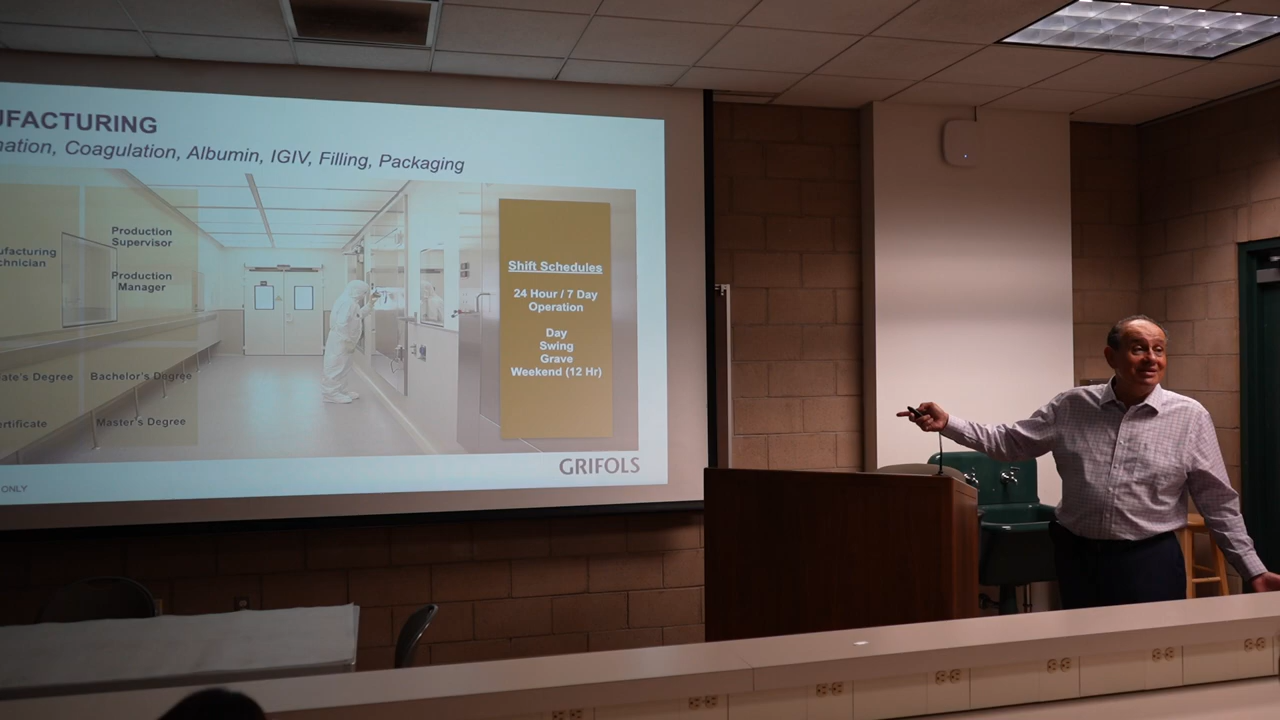 UFACTURING
nation, Coagulation, Albumin, IGIV, Filling, Packaging
Production
Supervisor
ufacturing
chnician
Production
Manager
ate's Degree
Bachelor's Degree
ertificate
Master's Degree
Shift Schedules
24 Hour / 7 Day
Operation
Day
Swing
Grave
Weekend (12 Hr)
GRIFOLS
ONLY